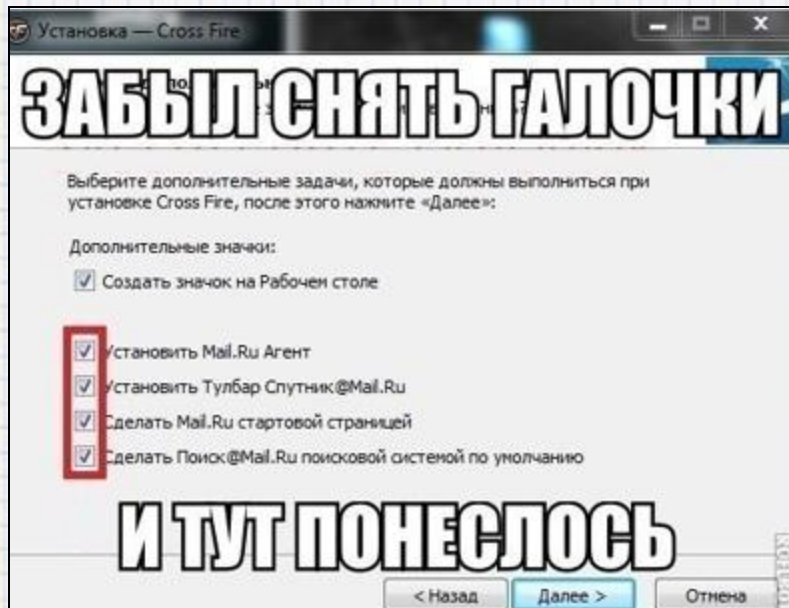 Установка — Cross Fire
ЗАБЫЛ СНЯТЬ ГАЛОЧКИ
Выберите дополнительные задачи, которые должны выполниться при
установке Cross Fire, после этого нажмите «Далее»:
Дополнительные значки:
Создать значок на Рабочем столе
Установить Mail.Ru Агент
Установить Тулбар Спутник@Mail.Ru
Сделать Mail.Ru стартовой страницей
Сделать Поиск@Mail.Ru поисковой системой по умолчанию
И ТУТ ПОНЕСЛОСЬ
< Назад
Далее >
Отмена